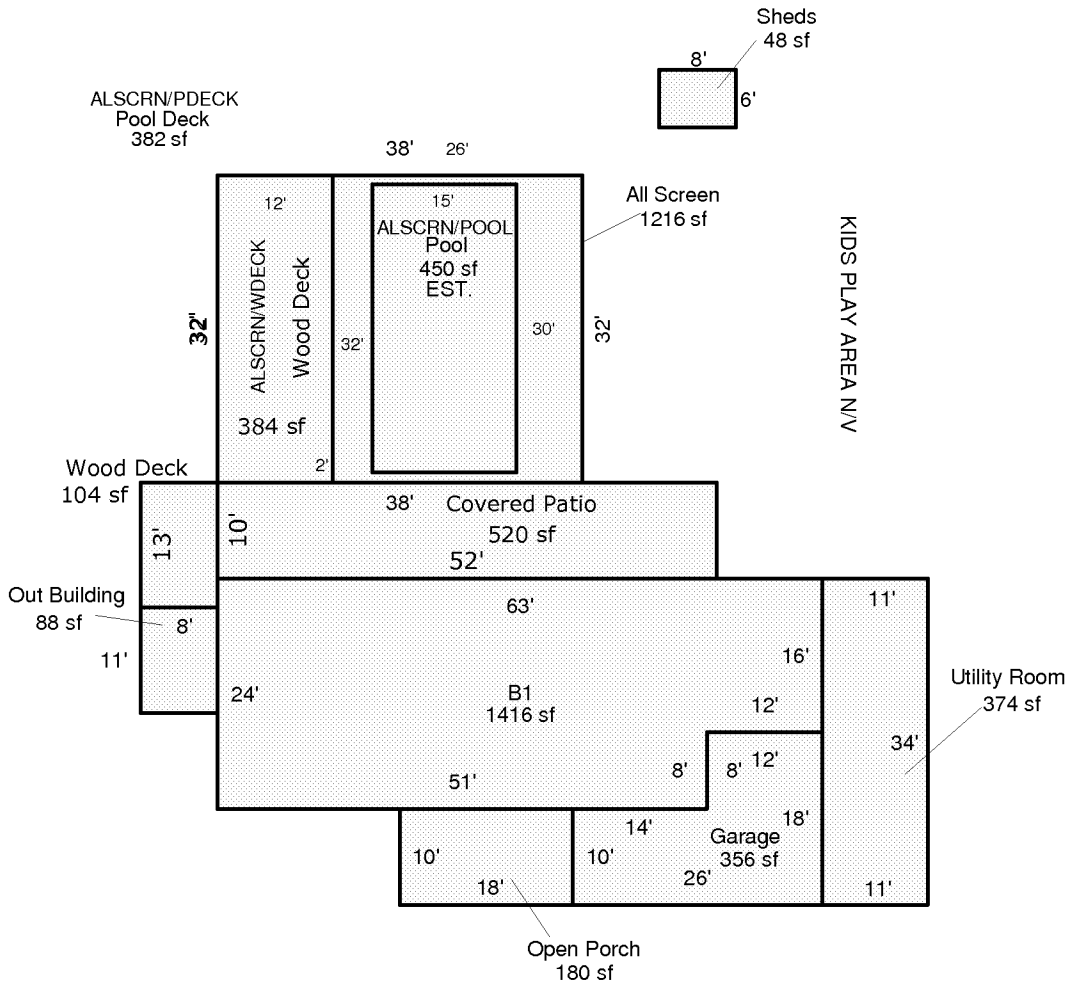 Sheds
48 sf
8'
6'
ALSCRN/PDECK
Pool Deck
382 sf
38'
26'
All Screen
1216 sf
12'
15'
ALSCRN/POOL
Pool
450 sf
EST.
ALSCRN/WDECK
Wood Deck
32"
32'
30'
32'
KIDS PLAY AREA N/V
384 sf
2'
Wood Deck
104 sf
13'
10'
38'
Covered Patio
520 sf
52'
Out Building
88 sf
8'
11'
63'
11'
16'
24'
B1
1416 sf
12'
Utility Room
374 sf
34'
51'
8'
8'
12'
14'
18'
Garage
356 sf
10'
10'
18'
26'
11'
Open Porch
180 sf